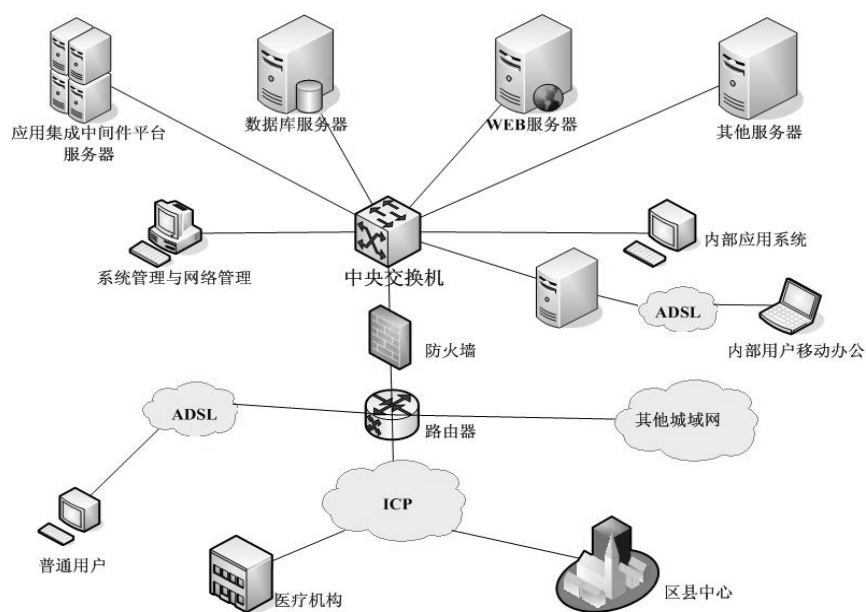 应用集成中间件平台
服务器
数据库服务器
WEB服务器
其他服务器
系统管理与网络管理
中央交换机
内部应用系统
ADSL
内部用户移动办公
防火墙
ADSL
路由器
其他城域网
ICP
普通用户
医疗机构
区县中心